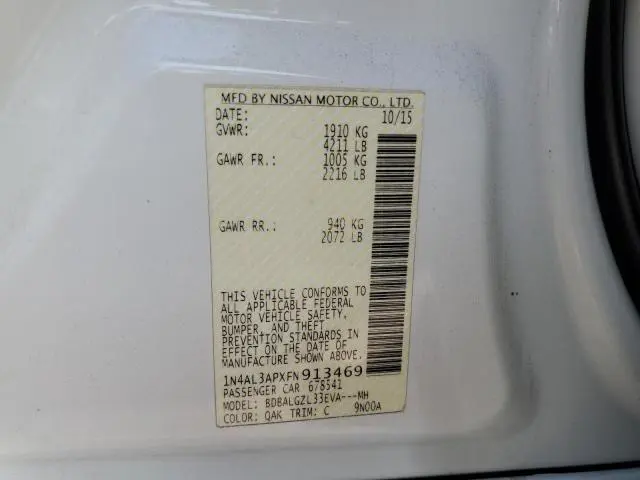 MFD BY NISSAN MOTOR CO., LTD.
DATE: 10/15
GVWR: 1910 KG
4211 LB
GAWR FR.: 1005 KG
2216 LB
GAWR RR.: 940 KG
2072 LB
THIS VEHICLE CONFORMS TO
ALL APPLICABLE FEDERAL
MOTOR VEHICLE SAFETY,
BUMPER, AND THEFT
PREVENTION STANDARDS IN
EFFECT ON THE DATE OF
MANUFACTURE SHOWN ABOVE.
1N4AL3APXFN913469
PASSENGER CAR 678541
MODEL: BDBALGZL33EVA---MH
COLOR: QAK TRIM: C 9N00A